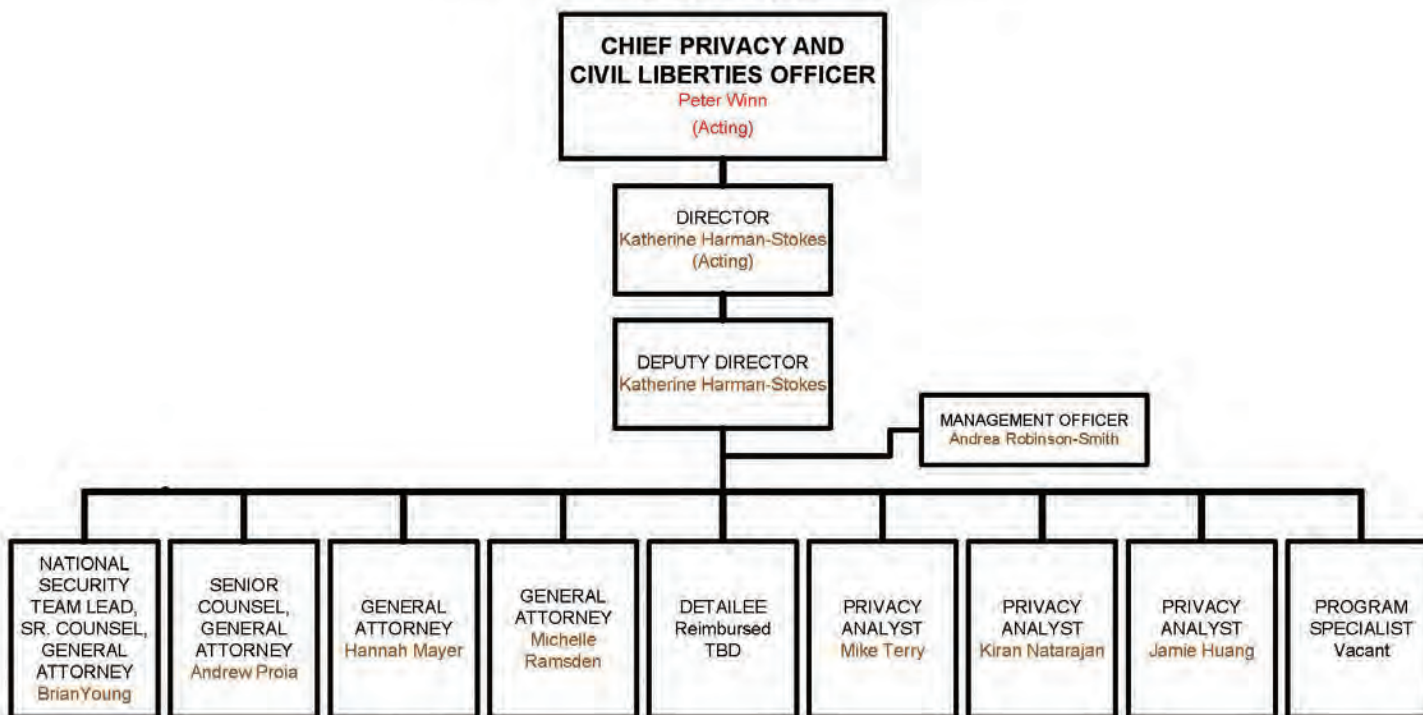 CHIEF PRIVACY AND
CIVIL LIBERTIES OFFICER
Peter Winn
(Acting)
DIRECTOR
Katherine Harman-Stokes
(Acting)
DEPUTY DIRECTOR
Katherine Harman-Stokes
MANAGEMENT OFFICER
Andrea Robinson-Smith
NATIONAL
SECURITY
TEAM LEAD,
SR. COUNSEL,
GENERAL
ATTORNEY
BrianYoung
SENIOR
COUNSEL,
GENERAL
ATTORNEY
Andrew Proia
GENERAL
ATTORNEY
Hannah Mayer
GENERAL
ATTORNEY
Michelle
Ramsden
DETAILEE
Reimbursed
TBD
PRIVACY
ANALYST
Mike Terry
PRIVACY
ANALYST
Kiran Natarajan
PRIVACY
ANALYST
Jamie Huang
PROGRAM
SPECIALIST
Vacant